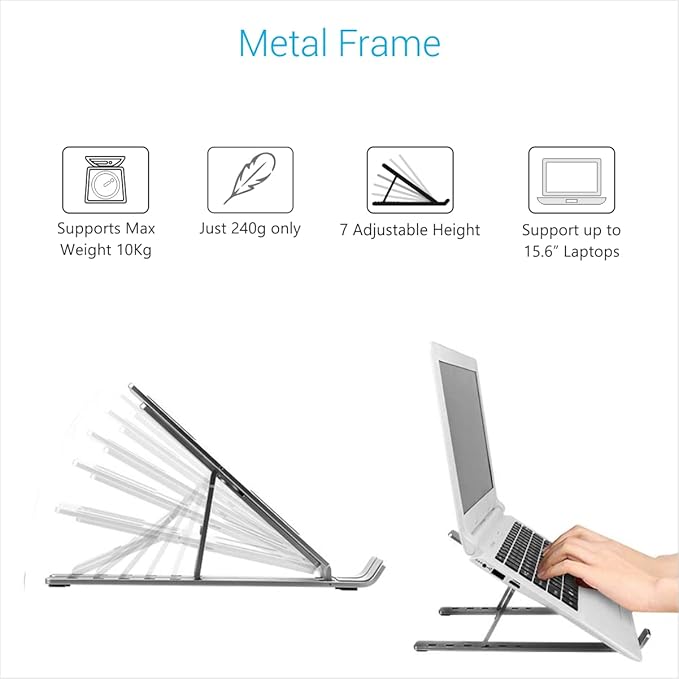 Metal Frame
Supports Max
Weight 10Kg
Just 240g only
7 Adjustable Height
Support up to
15.6" Laptops